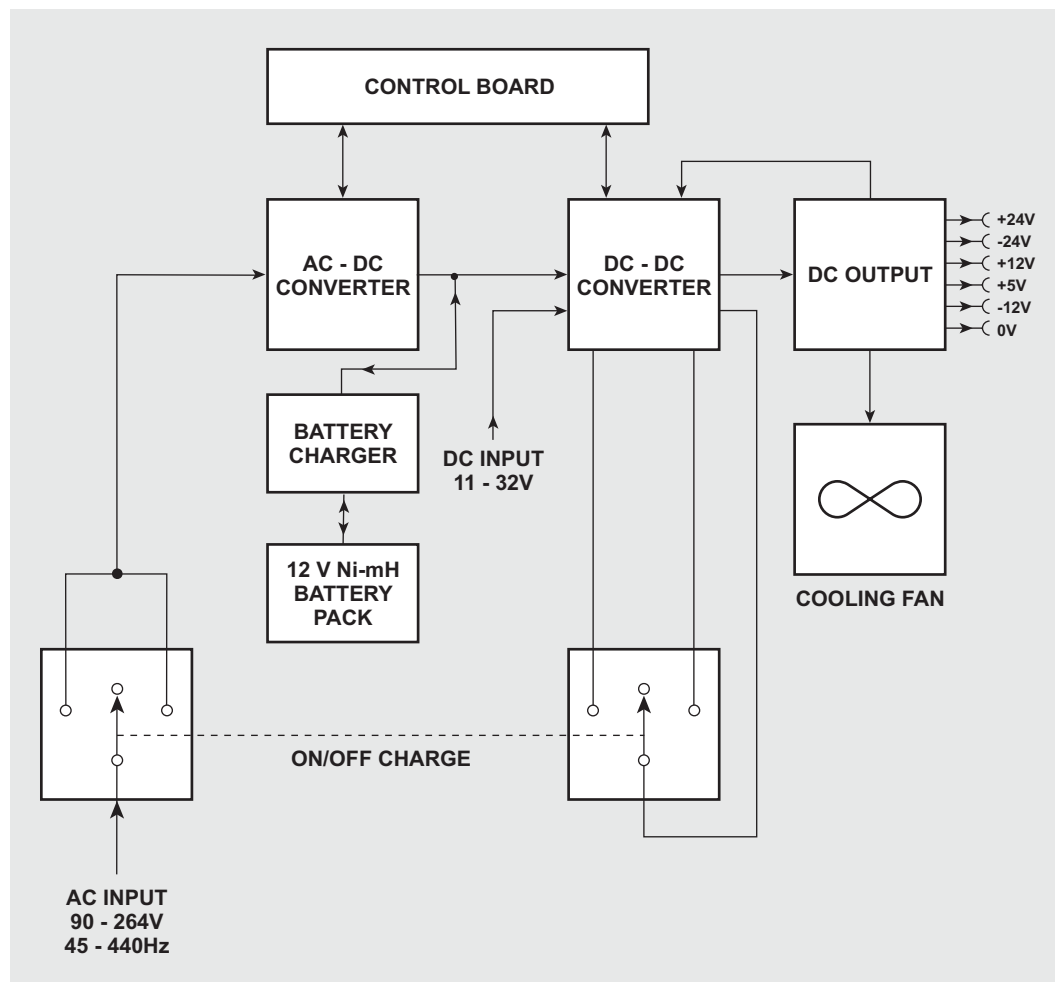 CONTROL BOARD
AC - DC
CONVERTER
DC - DC
CONVERTER
DC OUTPUT
+24V
-24V
+12V
+5V
-12V
0V
BATTERY
CHARGER
DC INPUT
11 - 32V
12 V Ni-mH
BATTERY
PACK
COOLING FAN
ON/OFF CHARGE
AC INPUT
90 - 264V
45 - 440Hz